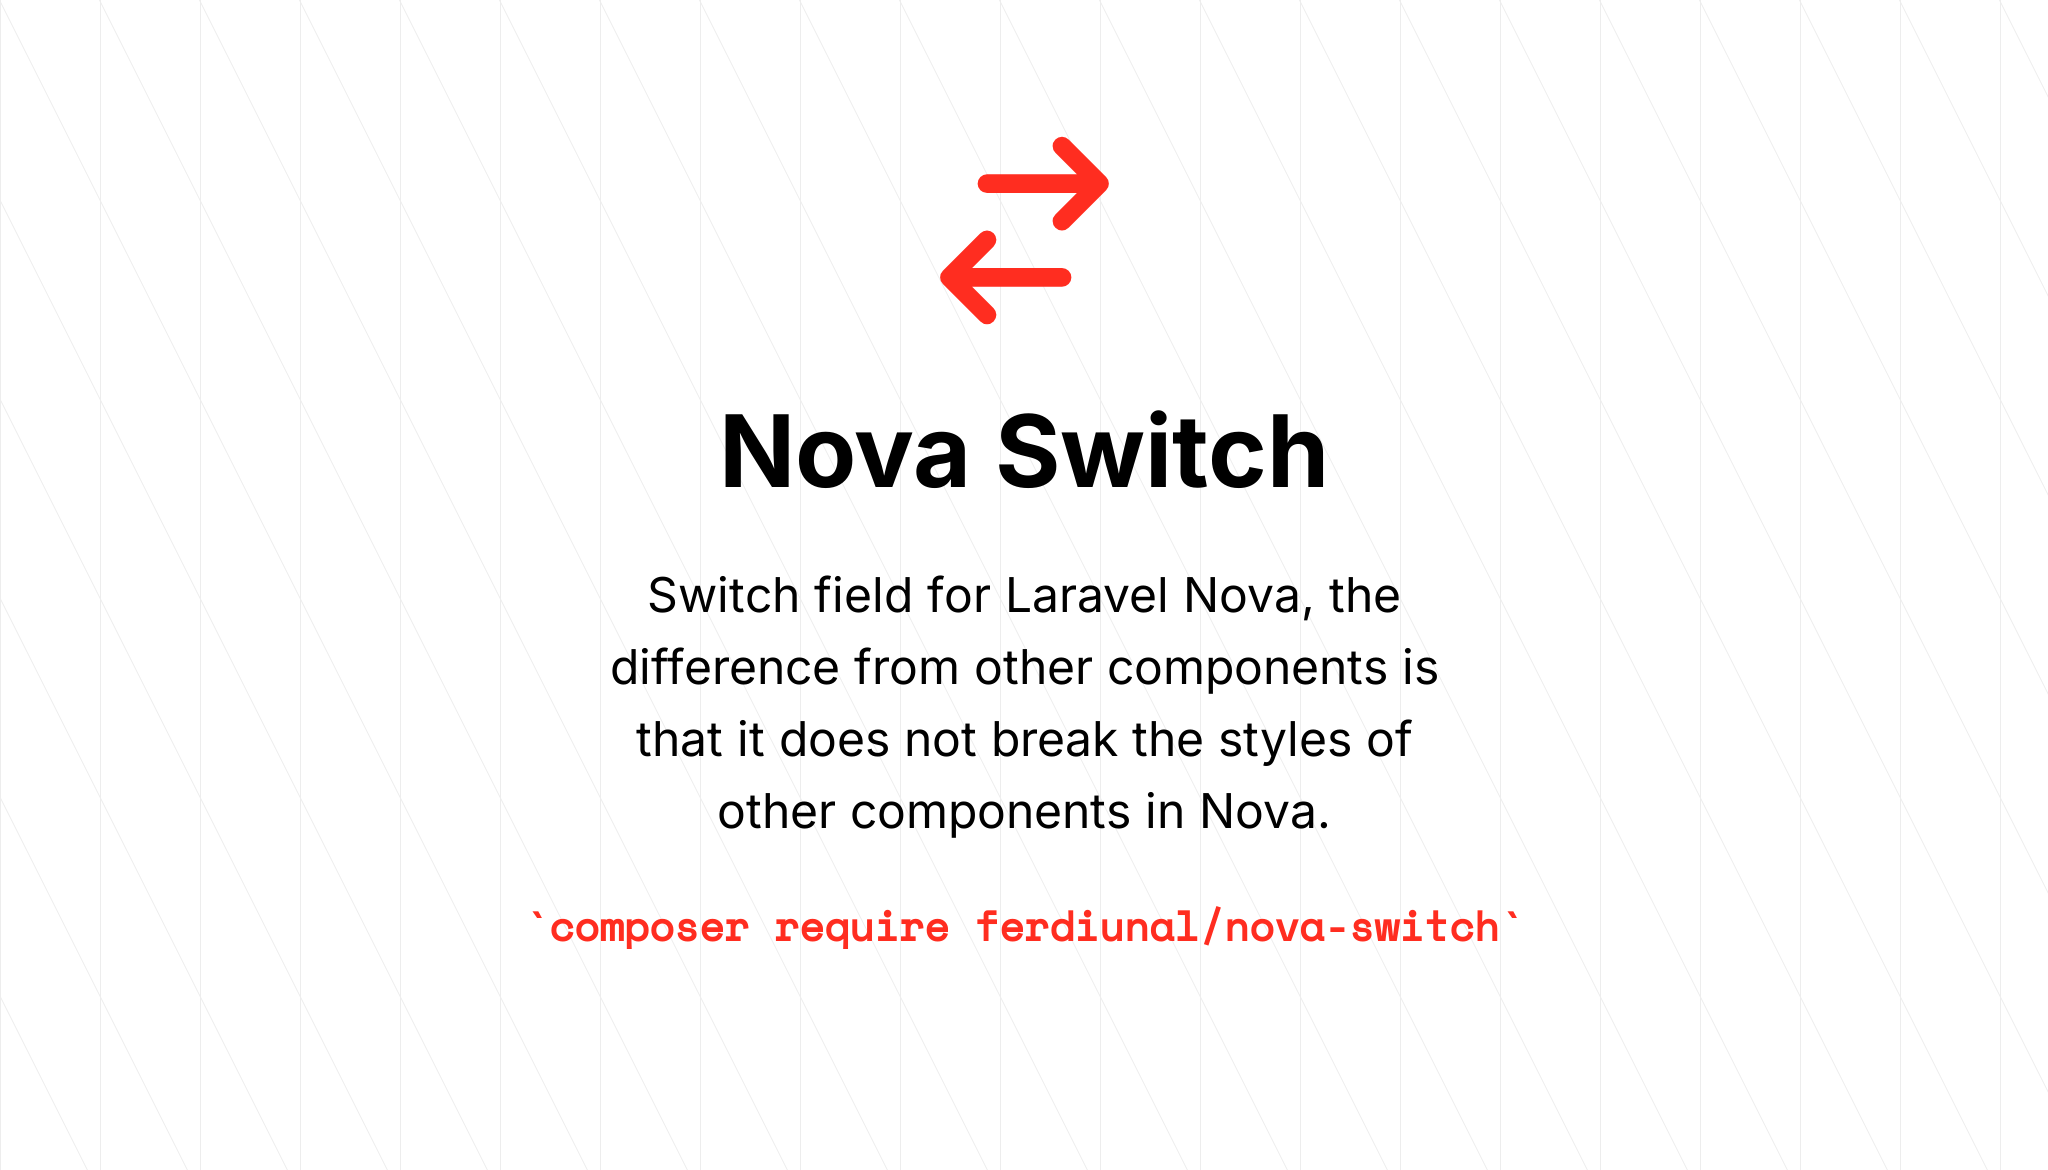 Nova Switch
Switch field for Laravel Nova, the
difference from other components is
that it does not break the styles of
other components in Nova.
`composer require ferdiunal/nova-switch`